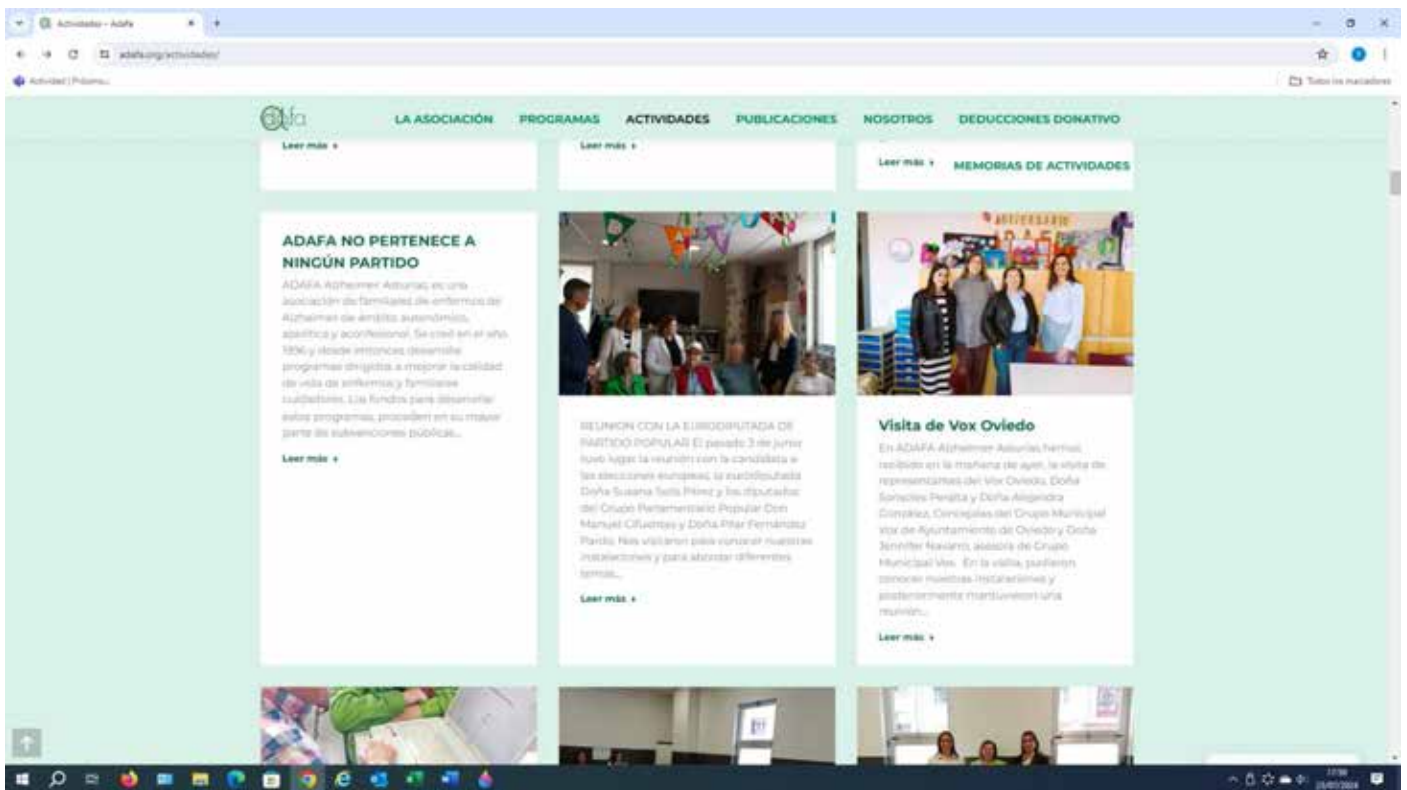 Actividades – Adafa
adafa.org/actividades/
Todos los marcadores
adafa
LA ASOCIACIÓN
PROGRAMAS
ACTIVIDADES
PUBLICACIONES
NOSOTROS
DEDUCCIONES DONATIVO
MEMORIAS DE ACTIVIDADES
Leer más
Leer más
Leer más
ADAFA NO PERTENECE A
NINGÚN PARTIDO
ADAFA Alzheimer Asturias, es una
asociación de familiares de enfermos de
Alzheimer de ámbito autonómico,
apolítica y aconfesional. Se creó en el año
1996 y desde entonces desarrolla
programas dirigidos a mejorar la calidad
de vida de enfermos y familiares
cuidadores. Los fondos para desarrollar
estos programas, proceden en su mayor
parte de subvenciones públicas...
Leer más
REUNION CON LA EURODIPUTADA DE
PARTIDO POPULAR El pasado 3 de junio
tuvo lugar la reunión con la candidata a
las elecciones europeas, la eurodiputada
Doña Susana Solís Pérez y los diputados
del Grupo Parlamentario Popular Don
Manuel Cifuentes y Doña Pilar Fernández
Pardo. Nos visitaron para conocer nuestras
instalaciones y para abordar diferentes
temas...
Leer más
ANIVERSARIO
Visita de Vox Oviedo
En ADAFA Alzheimer Asturias hemos
recibido en la mañana de ayer, la visita de
representantes del Vox Oviedo, Doña
Sonsoles Peralta y Doña Alejandra
González, Concejalas del Grupo Municipal
Vox de Ayuntamiento de Oviedo y Doña
Jennifer Navarro, asesora de Grupo
Municipal Vox. En la visita, pudieron
conocer nuestras instalaciones y
posteriormente mantuvieron una
reunión...
Leer más